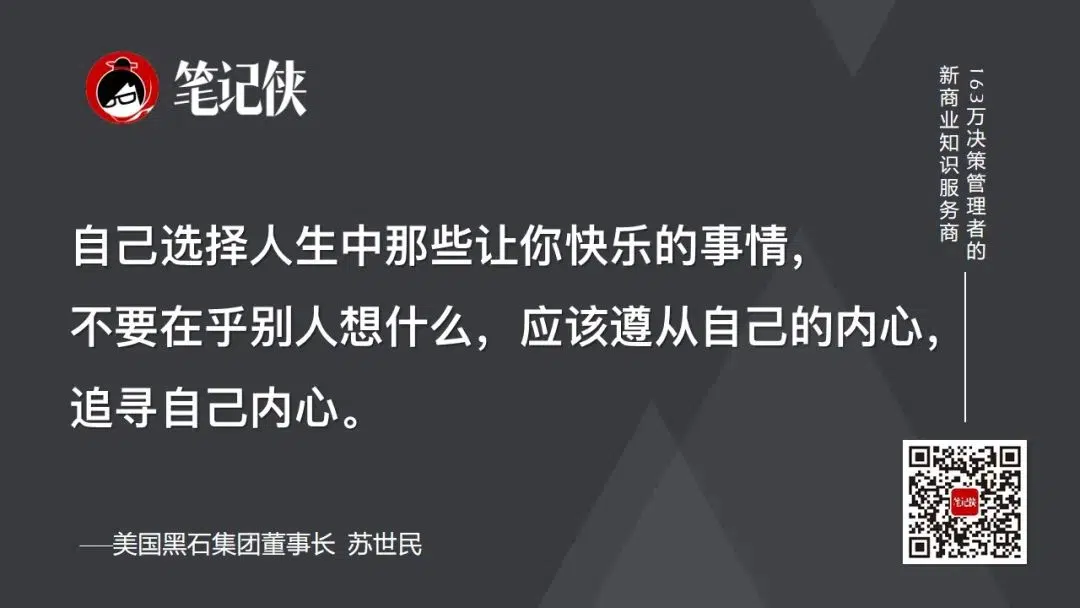 笔记侠
163万决策管理者的
新商业知识服务商
自己选择人生中那些让你快乐的事情，
不要在乎别人想什么，应该遵从自己的内心，
追寻自己内心。
——美国黑石集团董事长 苏世民
笔记侠